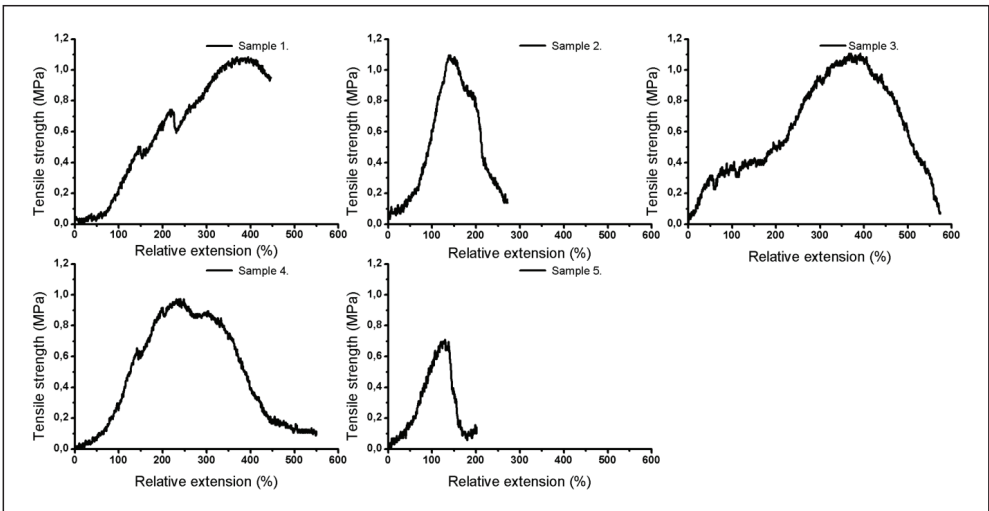 Sample 1.
Tensile strength (MPa)
1,2
1,0
0,8
0,6
0,4
0,2
0,0
0 100 200 300 400 500 600
Relative extension (%)
Sample 2.
Tensile strength (MPa)
1,2
1,0
0,8
0,6
0,4
0,2
0,0
0 100 200 300 400 500 600
Relative extension (%)
Sample 3.
Tensile strength (MPa)
1,2
1,0
0,8
0,6
0,4
0,2
0,0
0 100 200 300 400 500 600
Relative extension (%)
Sample 4.
Tensile strength (MPa)
1,2
1,0
0,8
0,6
0,4
0,2
0,0
0 100 200 300 400 500 600
Relative extension (%)
Sample 5.
Tensile strength (MPa)
1,2
1,0
0,8
0,6
0,4
0,2
0,0
0 100 200 300 400 500 600
Relative extension (%)